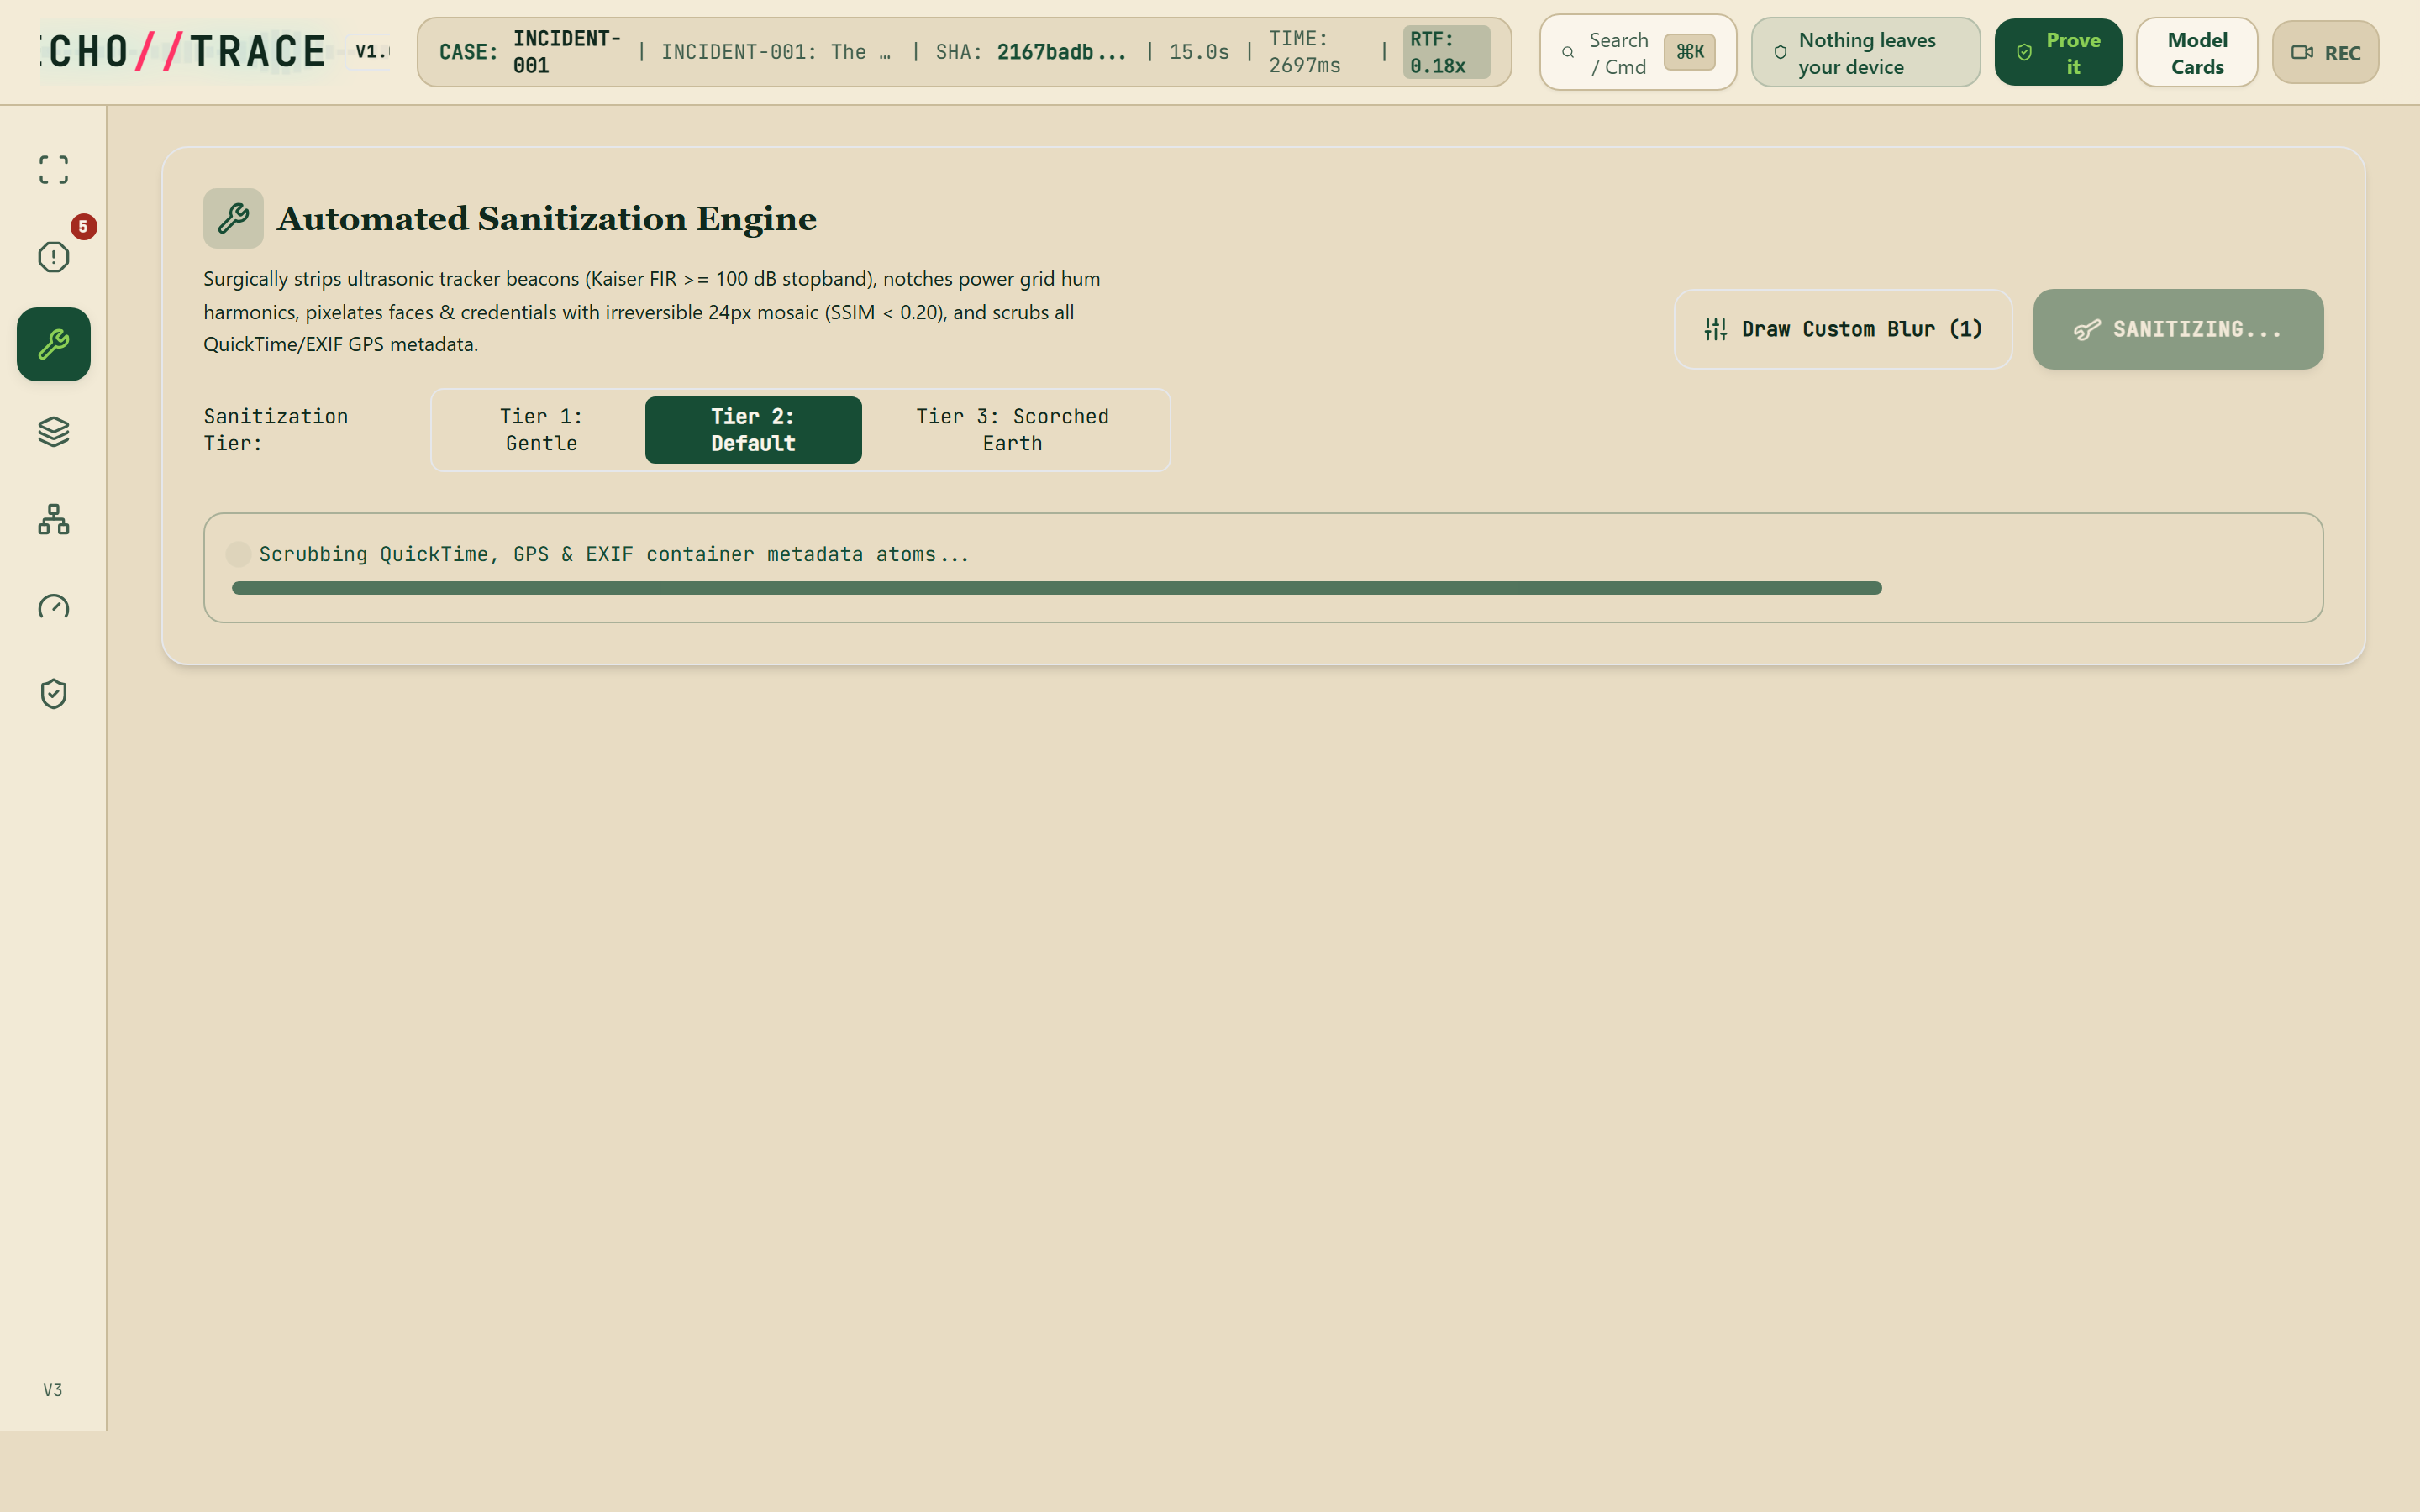 ECHO//TRACE
V1.
CASE: INCIDENT-001 | INCIDENT-001: The … | SHA: 2167badb... | 15.0s | TIME: 2697ms | RTF: 0.18x
Search / Cmd ⌘K
Nothing leaves your device
Prove it
Model Cards
REC
5
Automated Sanitization Engine
Surgically strips ultrasonic tracker beacons (Kaiser FIR >= 100 dB stopband), notches power grid hum
harmonics, pixelates faces & credentials with irreversible 24px mosaic (SSIM < 0.20), and scrubs all
QuickTime/EXIF GPS metadata.
Draw Custom Blur (1)
SANITIZING...
Sanitization Tier:
Tier 1: Gentle
Tier 2: Default
Tier 3: Scorched Earth
Scrubbing QuickTime, GPS & EXIF container metadata atoms...
V3